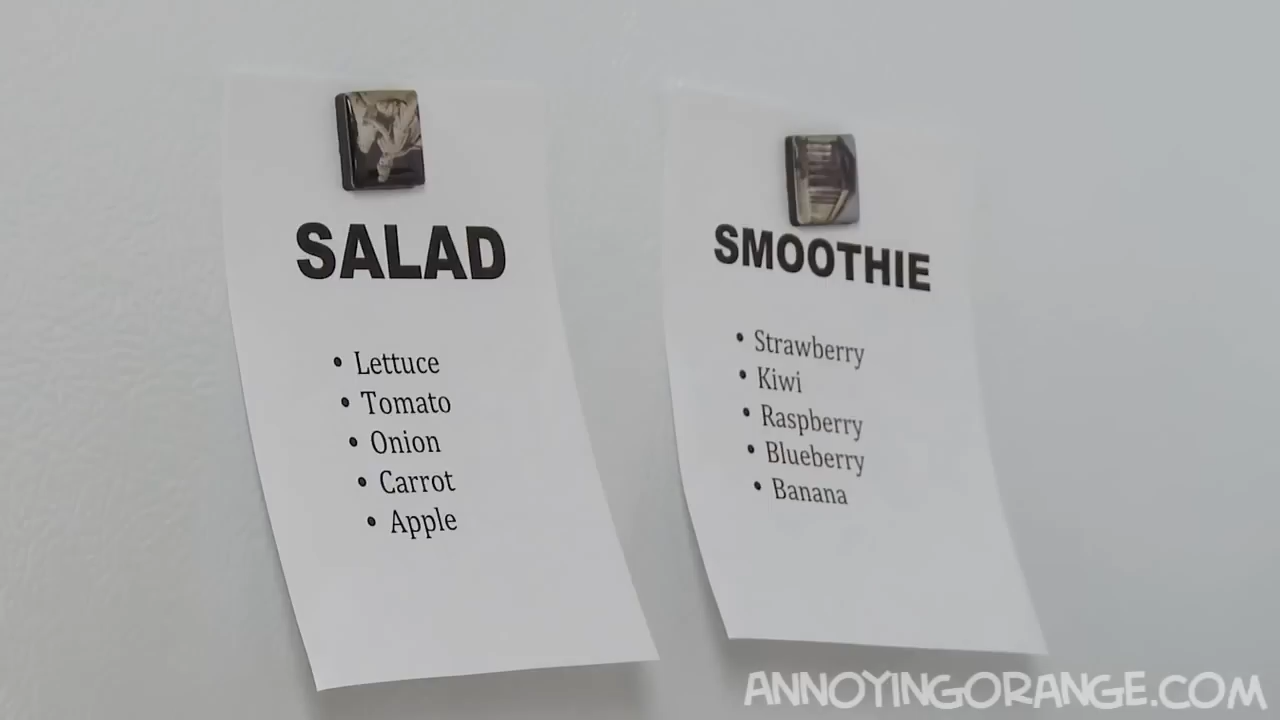 SALAD
• Lettuce
• Tomato
• Onion
• Carrot
• Apple
SMOOTHIE
• Strawberry
• Kiwi
• Raspberry
• Blueberry
• Banana
ANNOYINGORANGE.COM